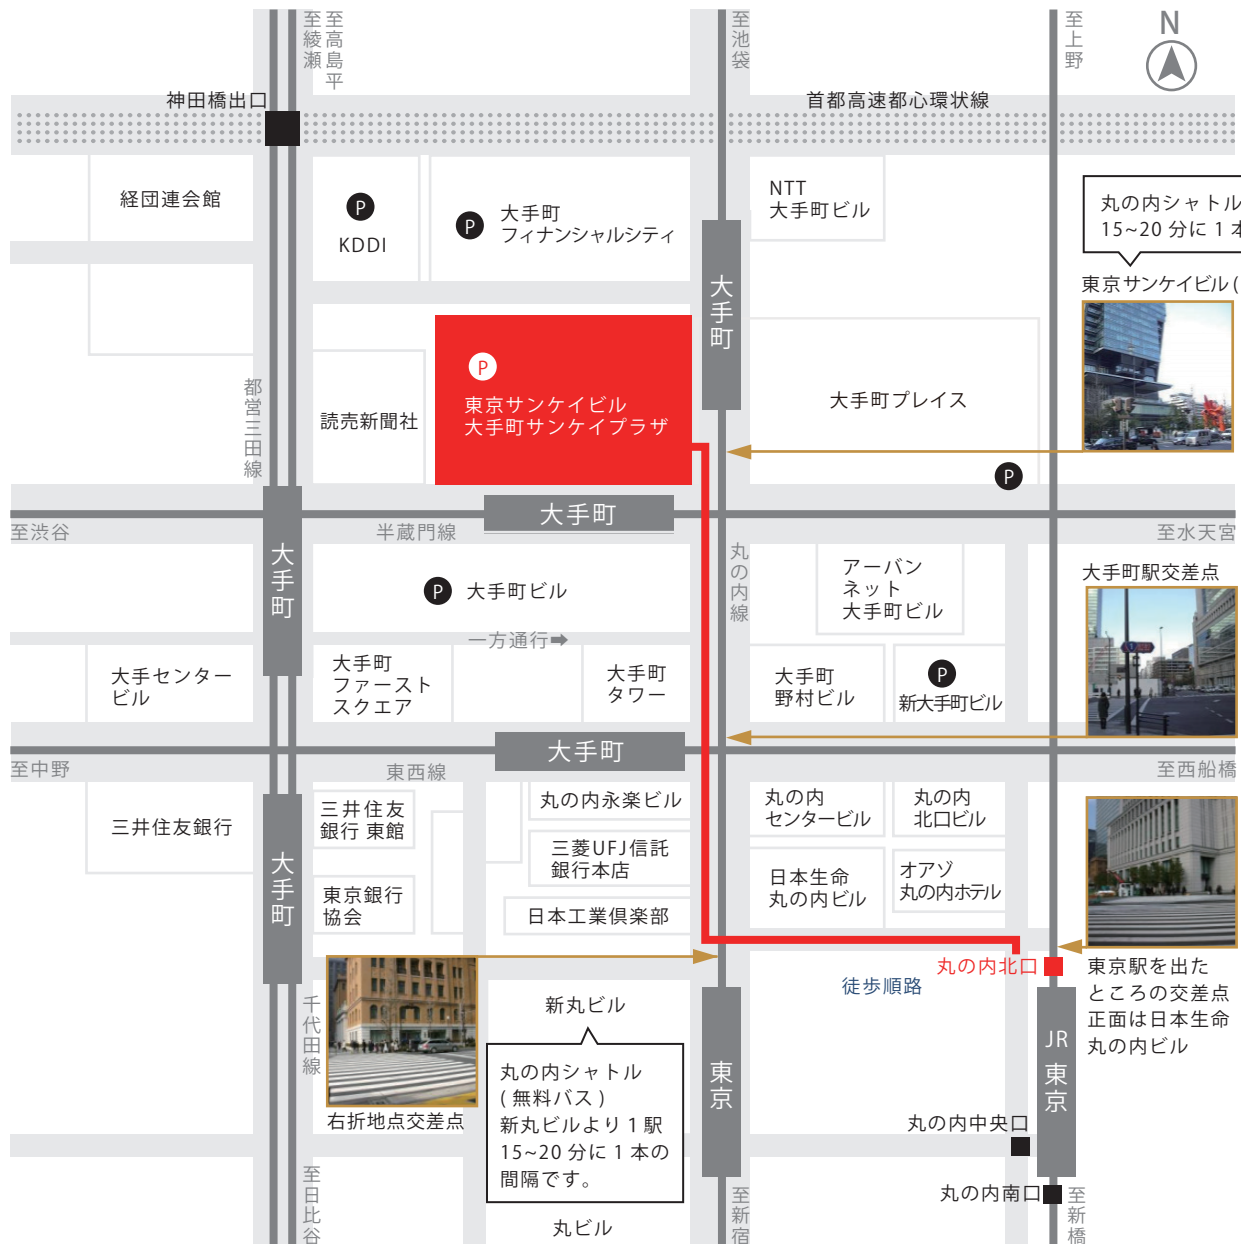 至綾瀬
至高島平
至池袋
至上野
N
神田橋出口
首都高速都心環状線
経団連会館
P
KDDI
P
大手町
フィナンシャルシティ
NTT
大手町ビル
丸の内シャトル
15~20 分に 1 本
東京サンケイビル (
大手町
P
東京サンケイビル
大手町サンケイプラザ
読売新聞社
都営三田線
大手町プレイス
P
大手町
至渋谷
半蔵門線
至水天宮
大手町
丸の内線
P
大手町ビル
アーバン
ネット
大手町ビル
大手町駅交差点
一方通行
大手センター
ビル
大手町
ファースト
スクエア
大手町
タワー
大手町
野村ビル
P
新大手町ビル
大手町
至中野
東西線
至西船橋
三井住友銀行
大手町
三井住友
銀行 東館
丸の内永楽ビル
三菱UFJ信託
銀行本店
東京銀行
協会
日本工業倶楽部
丸の内
センタービル
丸の内
北口ビル
日本生命
丸の内ビル
オアゾ
丸の内ホテル
丸の内北口
徒歩順路
東京駅を出た
ところの交差点
正面は日本生命
丸の内ビル
千代田線
新丸ビル
丸の内シャトル
( 無料バス )
新丸ビルより 1 駅
15~20 分に 1 本の
間隔です。
右折地点交差点
東京
JR
東京
丸の内中央口
丸の内南口
至日比谷
丸ビル
至新宿
至新橋